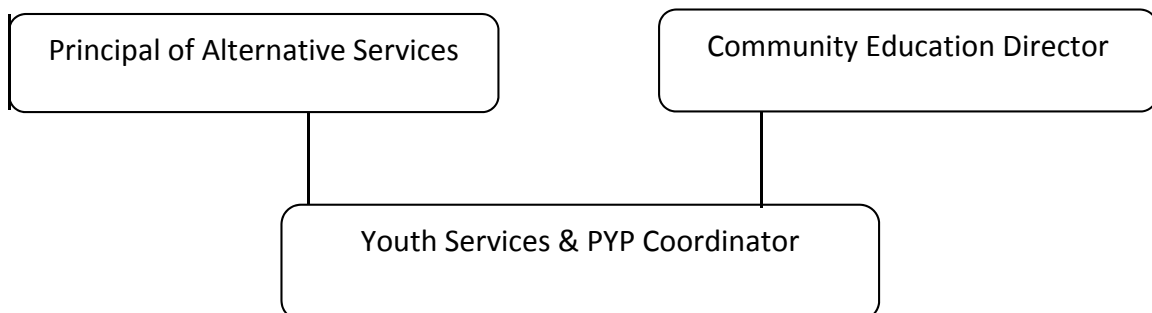 Principal of Alternative Services
Community Education Director
Youth Services & PYP Coordinator